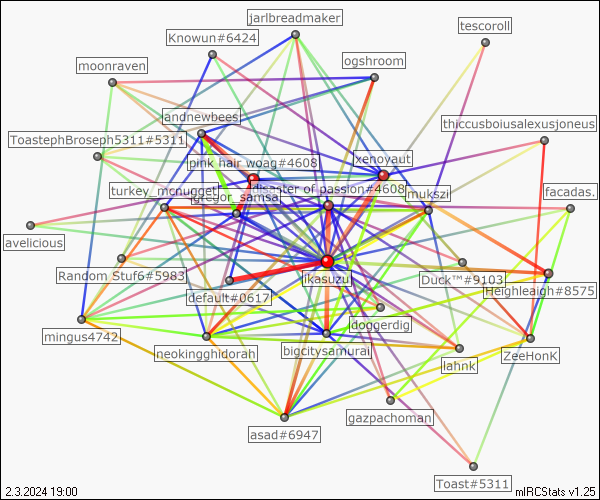 jarlbreadmaker
tescoroll
Knowun#6424
ogshroom
moonraven
andnewbees
thiccusboiusalexusjoneus
ToastephBroseph5311#5311
pink hair woag#4608
xenoyaut
turkey_mcnugget
disaster of passion#4608
gregor_samsa
mukszi
facadas.
avelicious
Random Stuf6#5983
ikasuzu
Duck™#9103
Heighleaigh#8575
default#0617
doggerdig
mingus4742
neokingghidorah
bigcitysamurai
ZeeHonK
lahnk
gazpachoman
asad#6947
Toast#5311
2.3.2024 19:00
mIRCStats v1.25